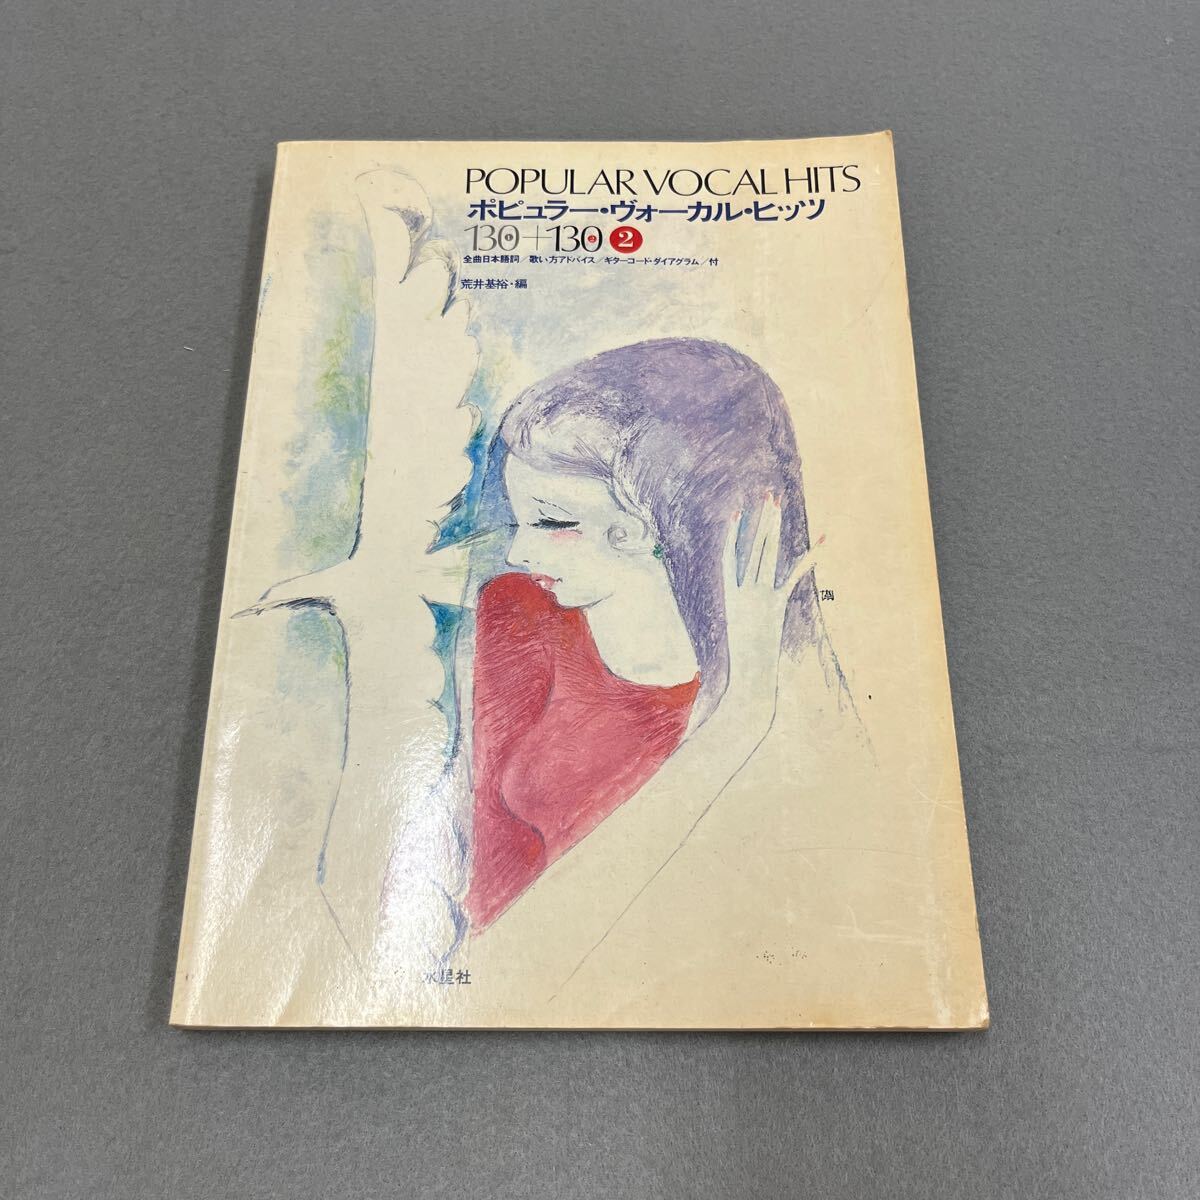 POPULAR VOCAL HITS
ポピュラー・ヴォーカル・ヒッツ
130①+130② ②
全曲日本語詞／歌い方アドバイス／ギターコード・ダイアグラム／付
荒井基裕・編
水星社